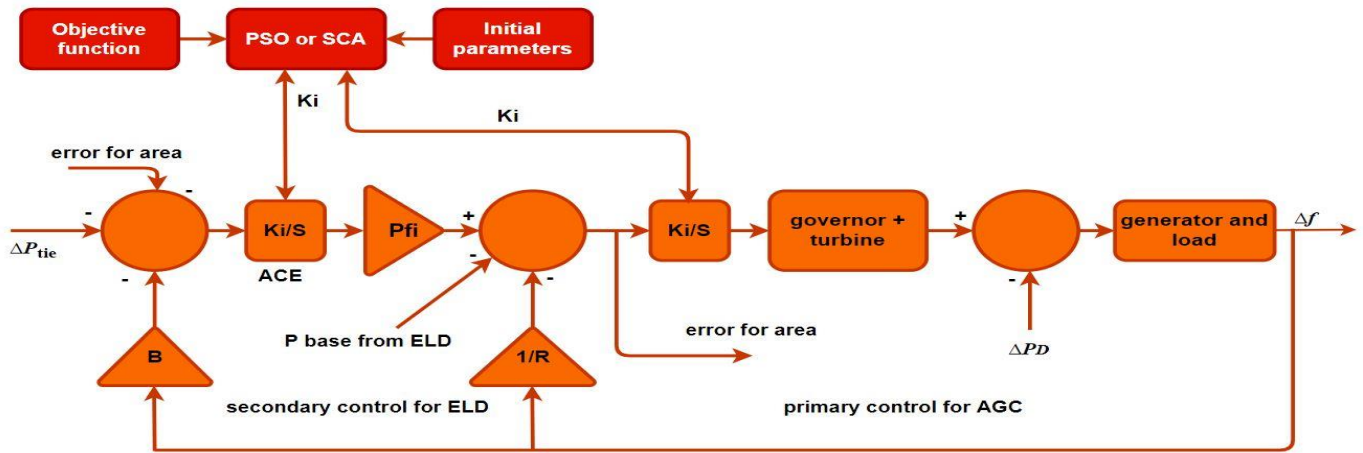 Objective
function
PSO or SCA
Initial
parameters
Ki
Ki
error for area
-
-
ΔPtie
-
Ki/S
ACE
Pfi
+
-
-
P base from ELD
Ki/S
governor +
turbine
+
-
ΔPD
generator and
load
Δf
error for area
B
1/R
secondary control for ELD
primary control for AGC